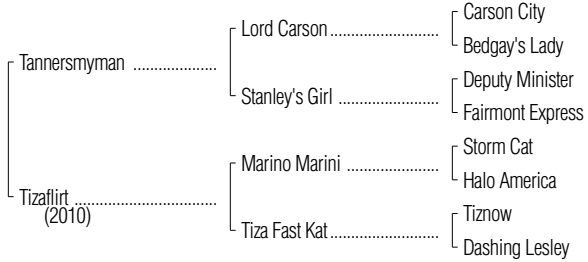 Carson City
Lord Carson
Bedgay's Lady
Tannersmyman
Deputy Minister
Stanley's Girl
Fairmont Express
Storm Cat
Marino Marini
Halo America
Tizaflirt
(2010)
Tiznow
Tiza Fast Kat
Dashing Lesley